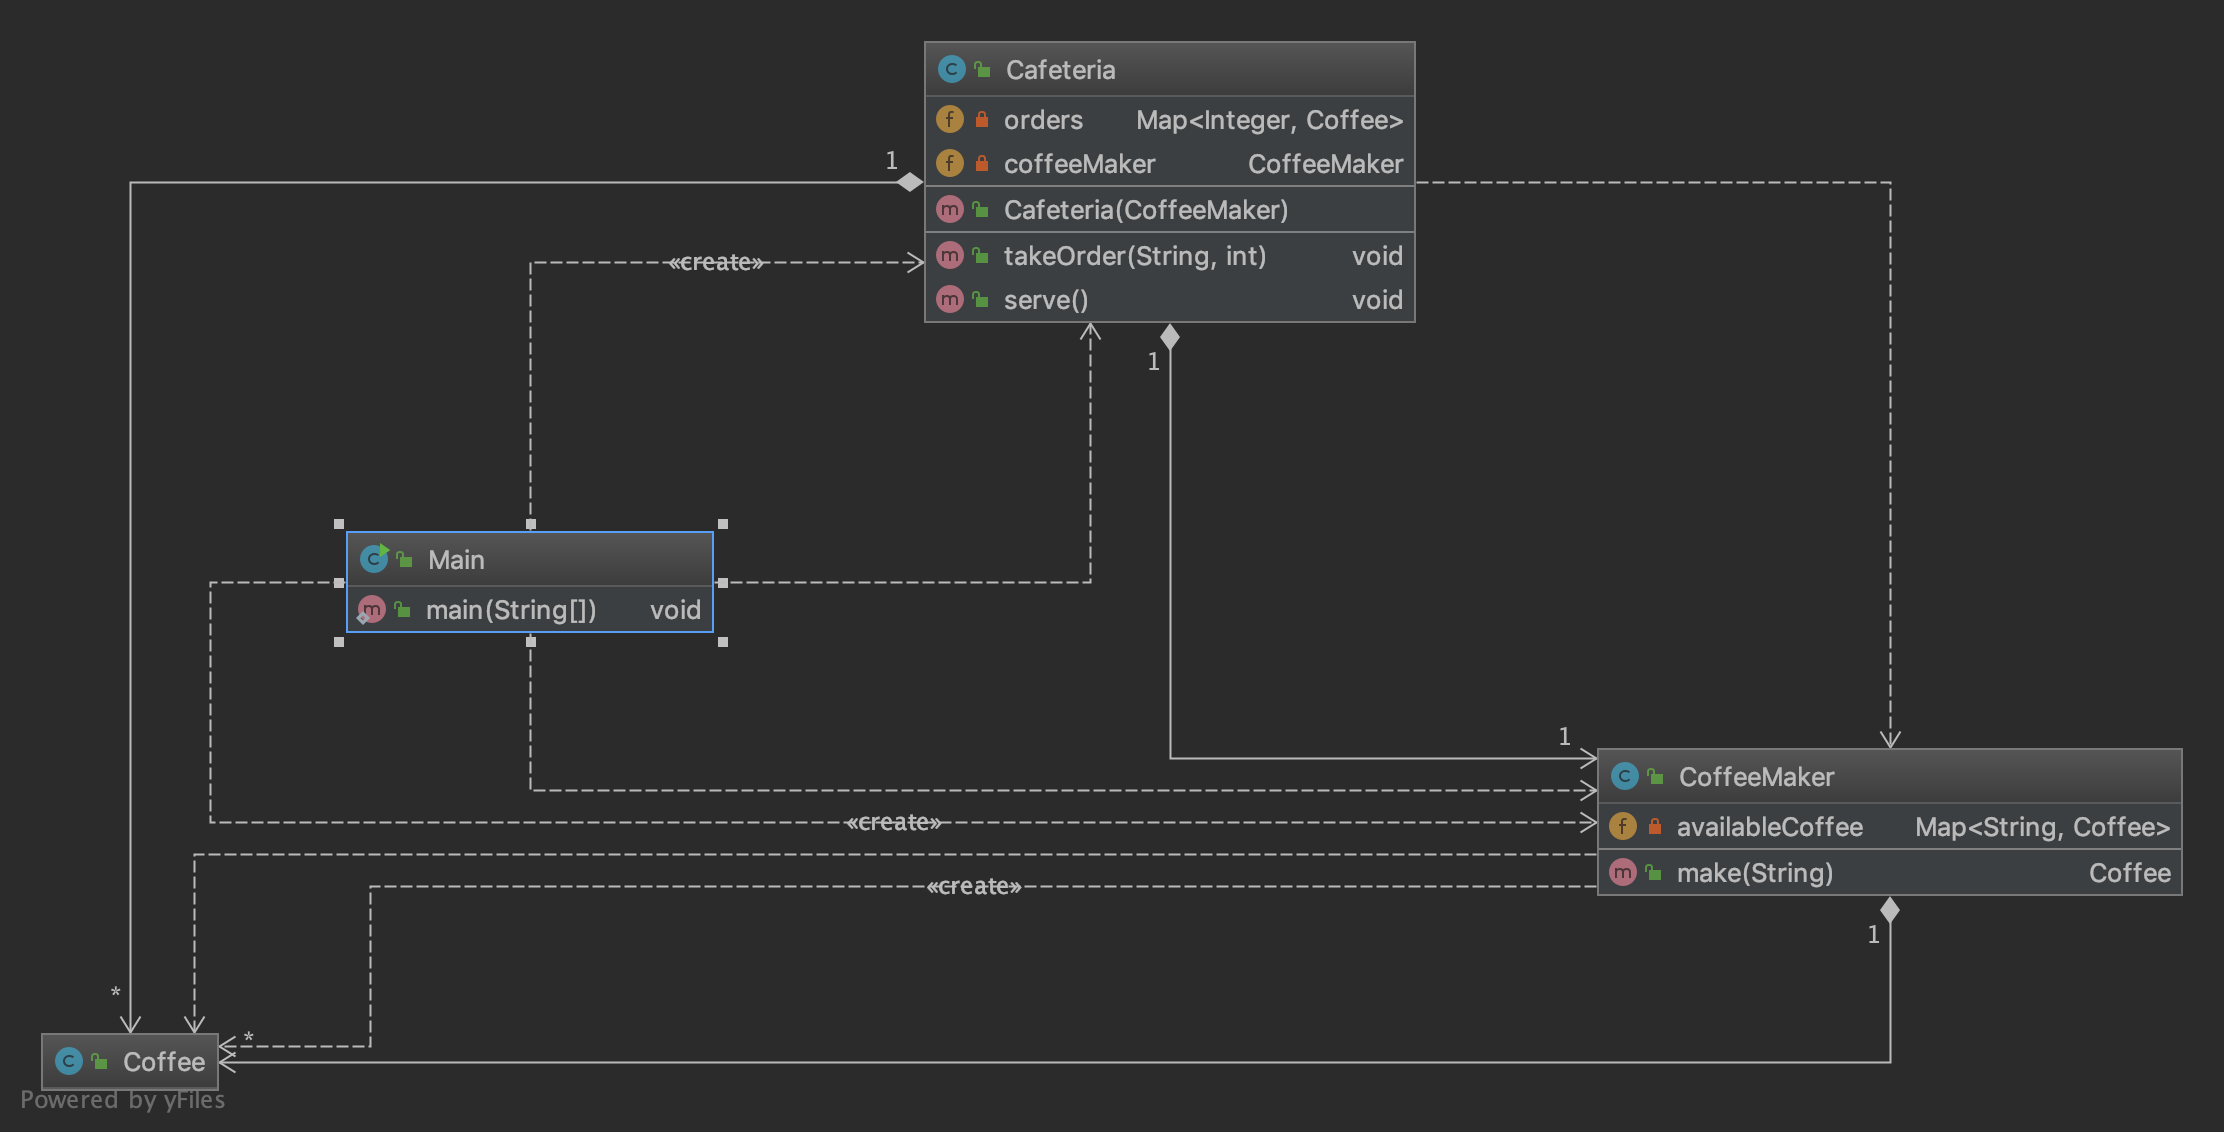 Cafeteria
orders Map<Integer, Coffee>
coffeeMaker CoffeeMaker
1
Cafeteria(CoffeeMaker)
takeOrder(String, int) void
«create»
serve() void
1
Main
main(String[]) void
1
CoffeeMaker
«create»
availableCoffee Map<String, Coffee>
make(String) Coffee
«create»
1
*
*
Coffee
Powered by yFiles